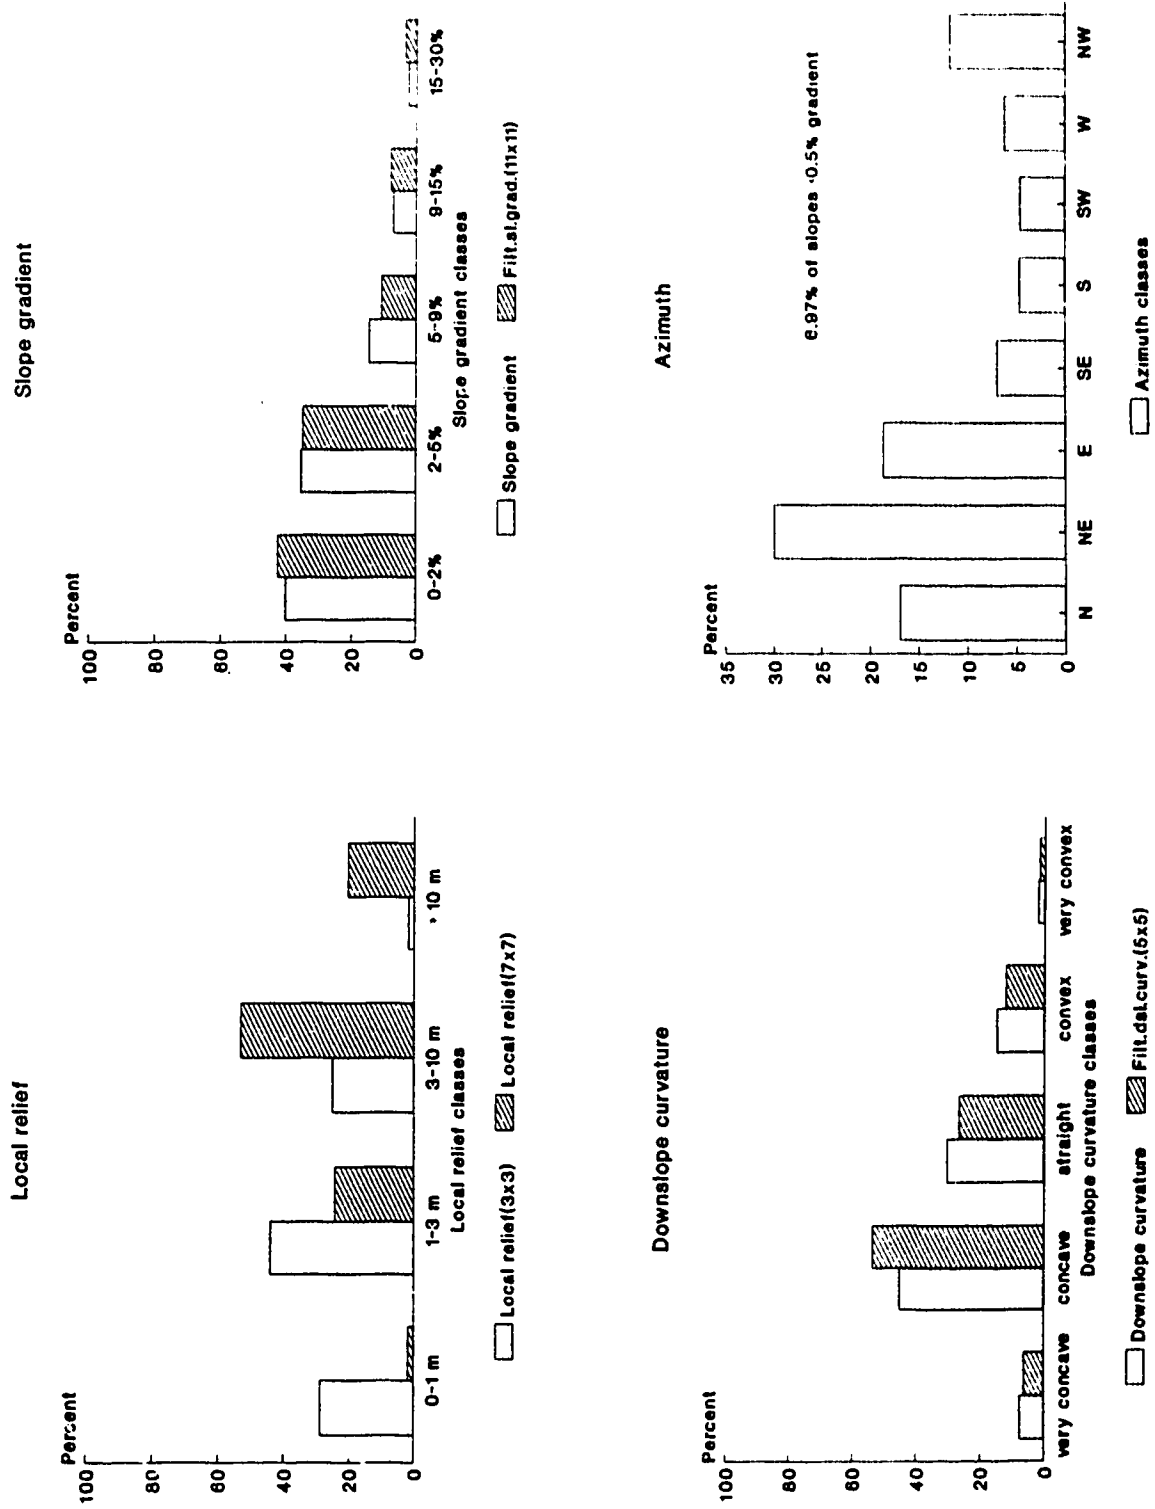 Local relief
Percent
100
80
60
40
20
0
0-1 m
1-3 m
3-10 m
>10 m
Local relief classes
Local relief(3x3)
Local relief(7x7)
Slope gradient
Percent
100
80
60
40
20
0
0-2%
2-5%
5-9%
9-15%
15-30%
Slope gradient classes
Slope gradient
Filt.sl.grad.(11x11)
Downslope curvature
Percent
100
80
60
40
20
0
very concave
concave
straight
convex
very convex
Downslope curvature classes
Downslope curvature
Filt.dsl.curv.(5x5)
Azimuth
Percent
35
30
25
20
15
10
5
0
N
NE
E
SE
S
SW
W
NW
6.97% of slopes <0.5% gradient
Azimuth classes